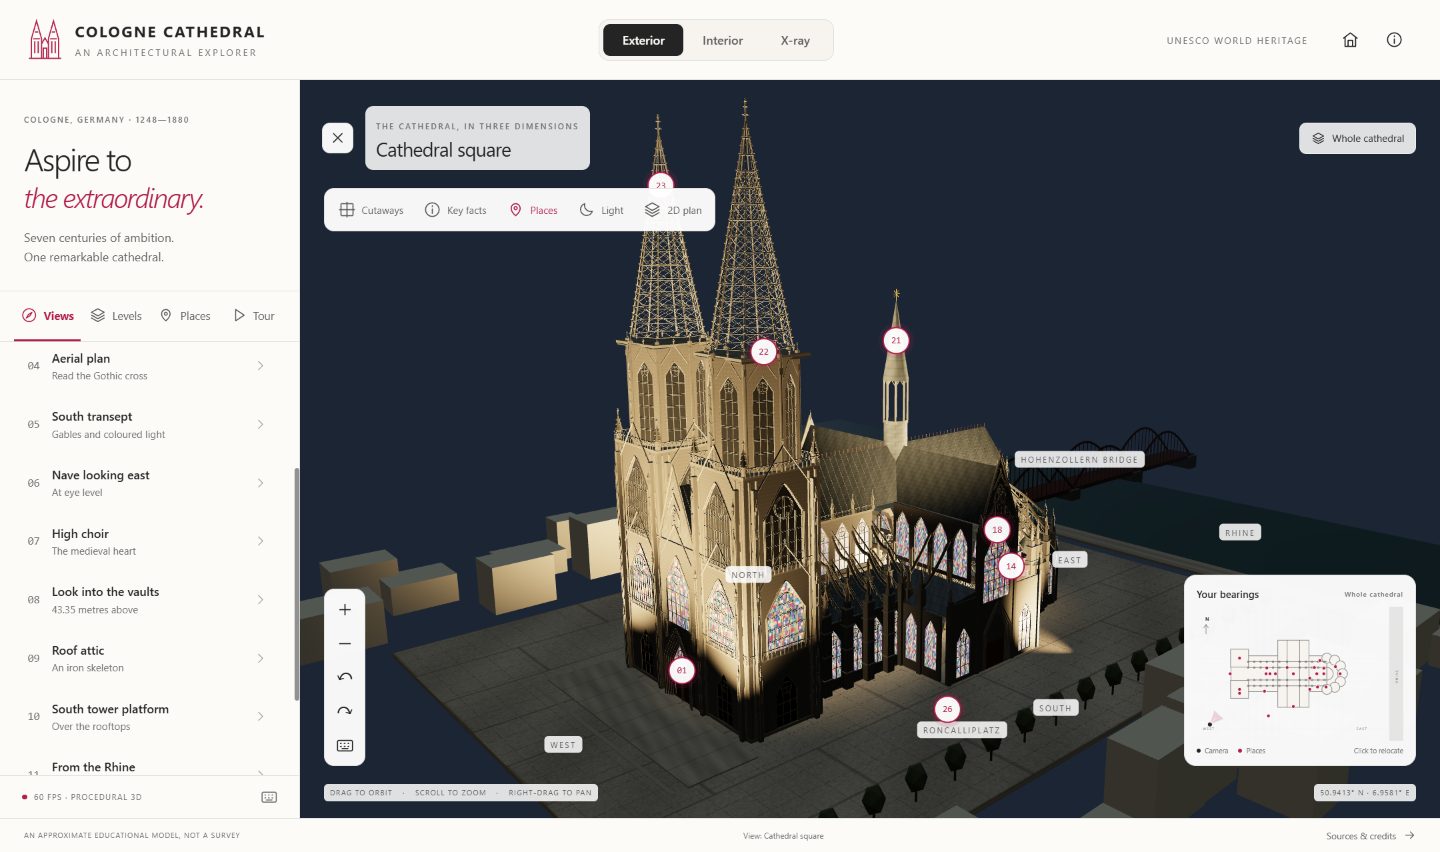 COLOGNE CATHEDRAL
AN ARCHITECTURAL EXPLORER
Exterior
Interior
X-ray
UNESCO WORLD HERITAGE
COLOGNE, GERMANY · 1248—1880
Aspire to
the extraordinary.
Seven centuries of ambition.
One remarkable cathedral.
Views
Levels
Places
Tour
04
Aerial plan
Read the Gothic cross
05
South transept
Gables and coloured light
06
Nave looking east
At eye level
07
High choir
The medieval heart
08
Look into the vaults
43.35 metres above
09
Roof attic
An iron skeleton
10
South tower platform
Over the rooftops
11
From the Rhine
60 FPS · PROCEDURAL 3D
THE CATHEDRAL, IN THREE DIMENSIONS
Cathedral square
Whole cathedral
Cutaways
Key facts
Places
Light
2D plan
23
22
21
HOHENZOLLERN BRIDGE
18
RHINE
14
EAST
NORTH
01
26
SOUTH
RONCALLIPLATZ
WEST
Your bearings
Whole cathedral
N
WEST
EAST
RHINE
Camera
Places
Click to relocate
DRAG TO ORBIT · SCROLL TO ZOOM · RIGHT-DRAG TO PAN
50.9413° N · 6.9581° E
AN APPROXIMATE EDUCATIONAL MODEL, NOT A SURVEY
View: Cathedral square
Sources & credits